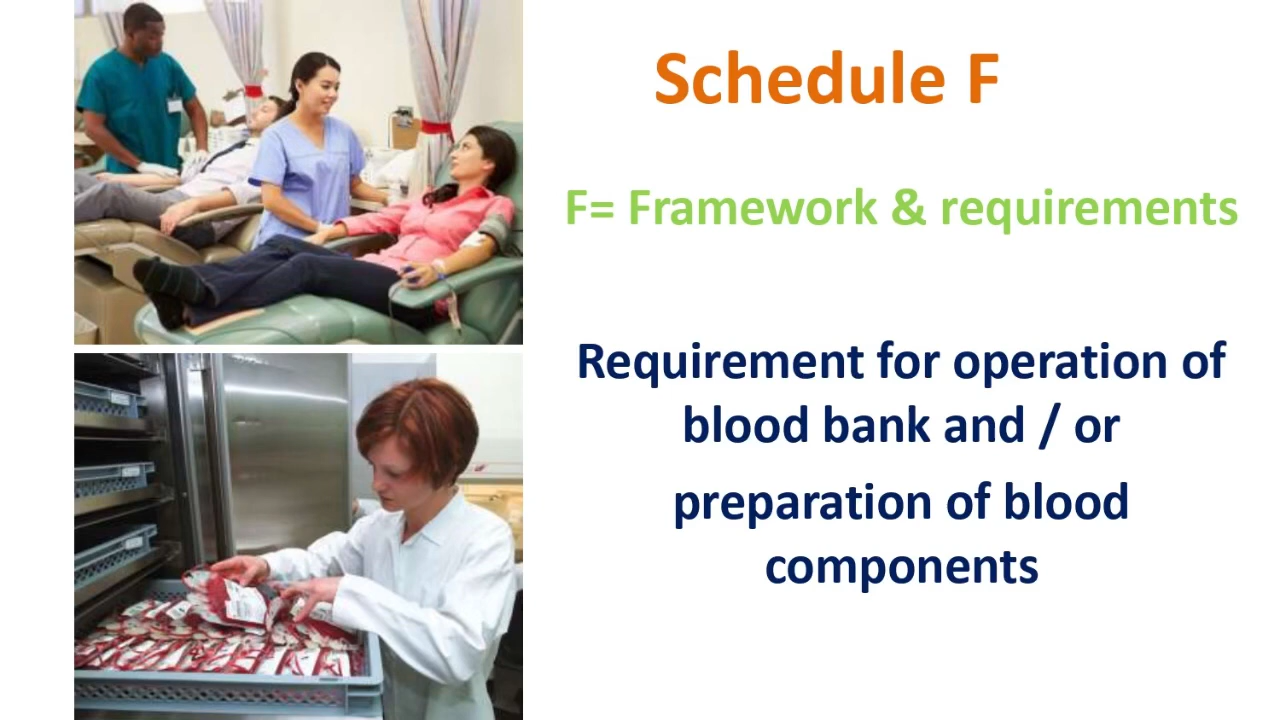 Schedule F
F= Framework & requirements
Requirement for operation of
blood bank and / or
preparation of blood
components